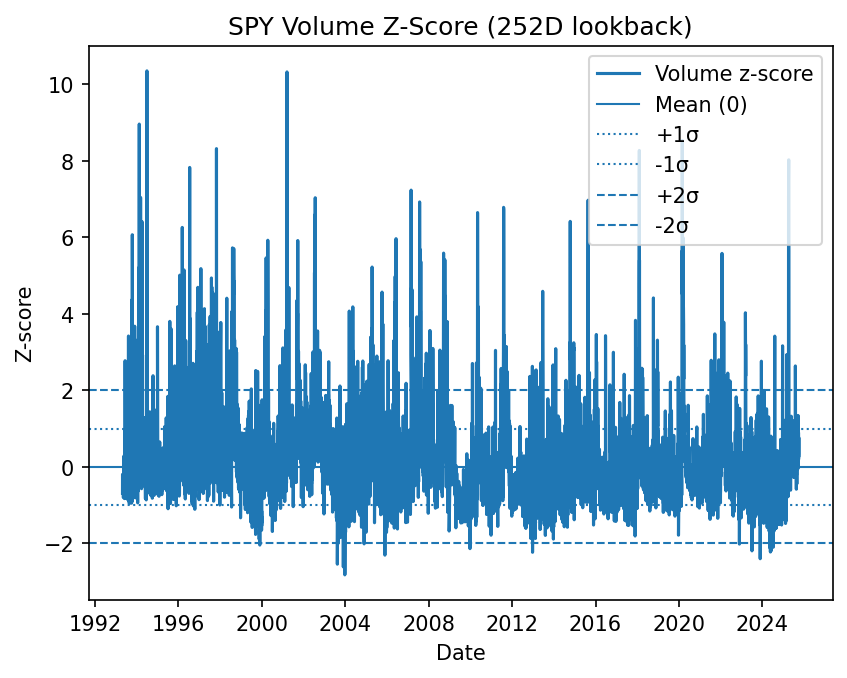 SPY Volume Z-Score (252D lookback)
Volume z-score
Mean (0)
+1σ
-1σ
+2σ
-2σ
Z-score
10
8
6
4
2
0
−2
1992 1996 2000 2004 2008 2012 2016 2020 2024
Date